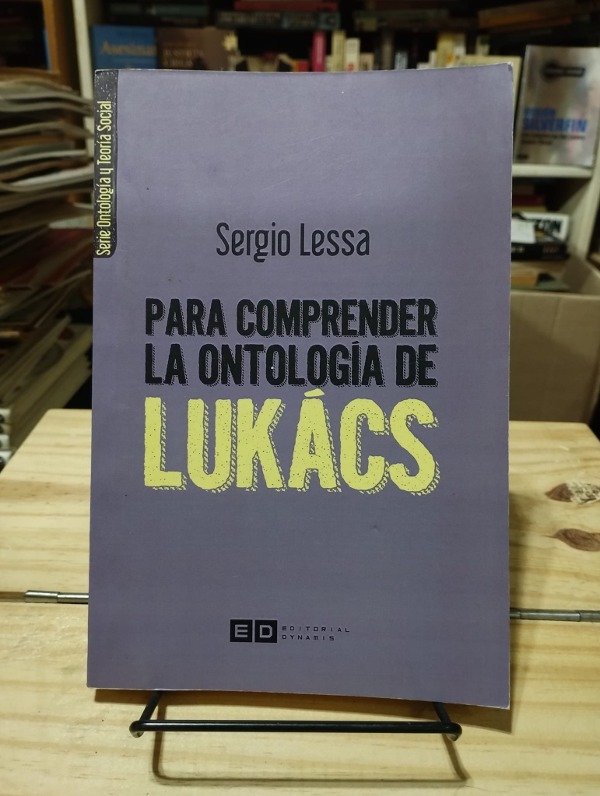 Serie Ontología y Teoría Social
Sergio Lessa
PARA COMPRENDER
LA ONTOLOGÍA DE
LUKÁCS
ED
EDITORIAL
DYNAMIS